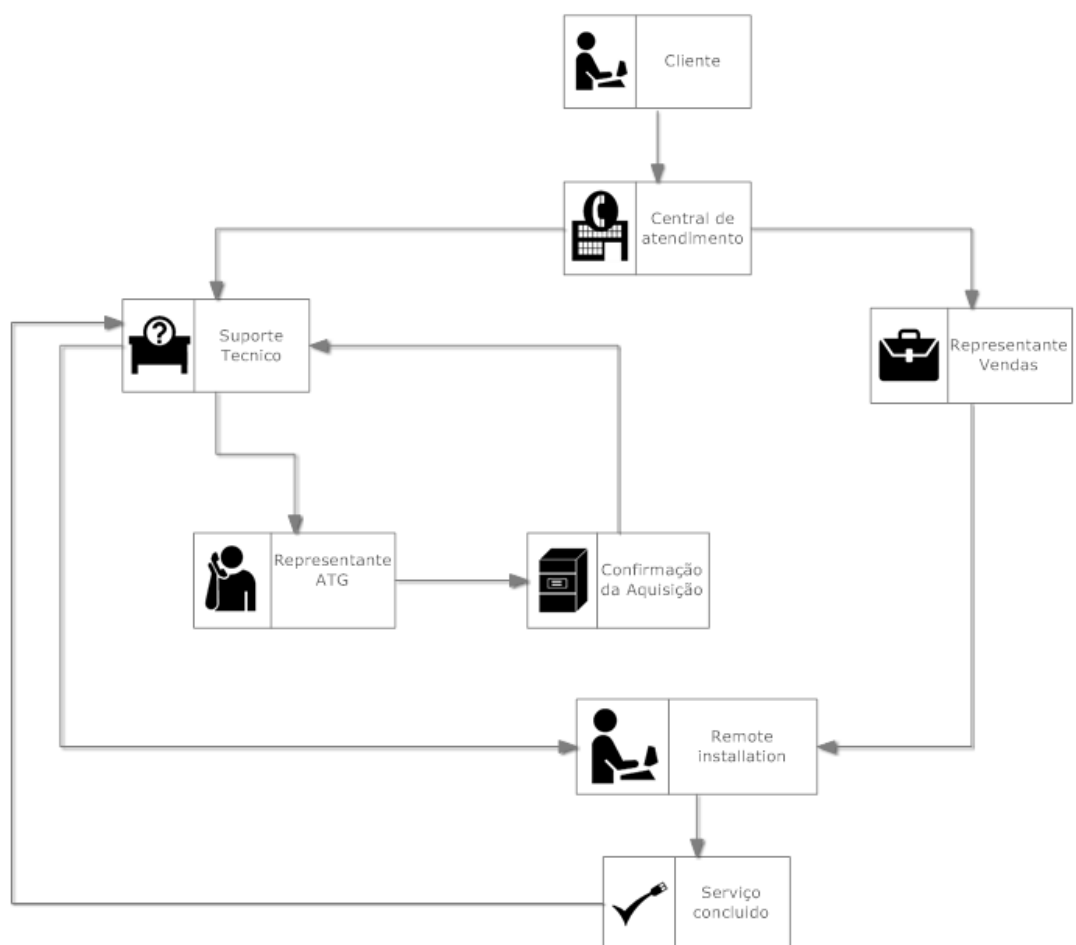 Cliente
Central de
atendimento
Suporte
Tecnico
Representante
Vendas
Representante
ATG
Confirmação
da Aquisição
Remote
installation
Serviço
concluido